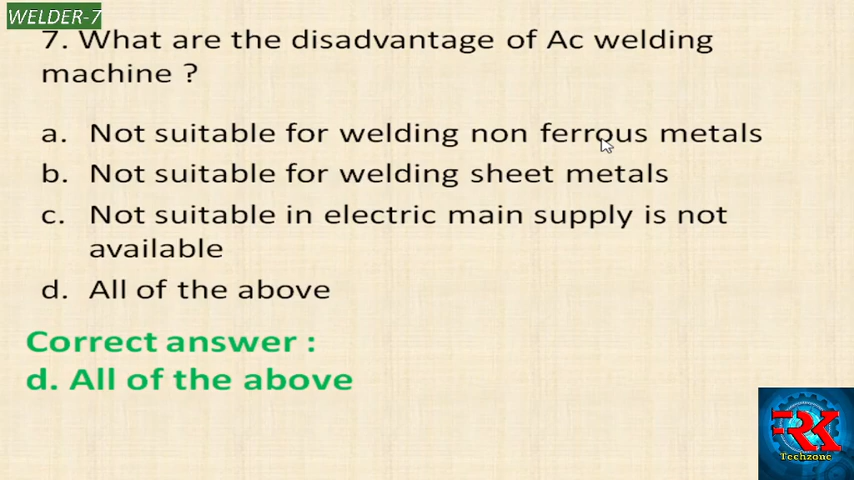 WELDER-7
7. What are the disadvantage of Ac welding
machine ?
a. Not suitable for welding non ferrous metals
b. Not suitable for welding sheet metals
c. Not suitable in electric main supply is not
available
d. All of the above
Correct answer :
d. All of the above
RK
Techzone